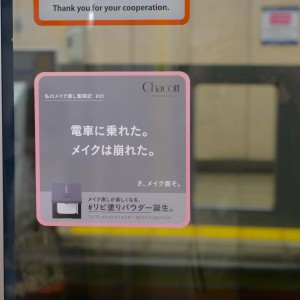 Thank you for your cooperation.
私のメイク直し奮闘記 #01
Chacott
電車に乗れた。
メイクは崩れた。
さ、メイク直そ。
メイク直しが楽しくなる、
#リピ塗りパウダー誕生。